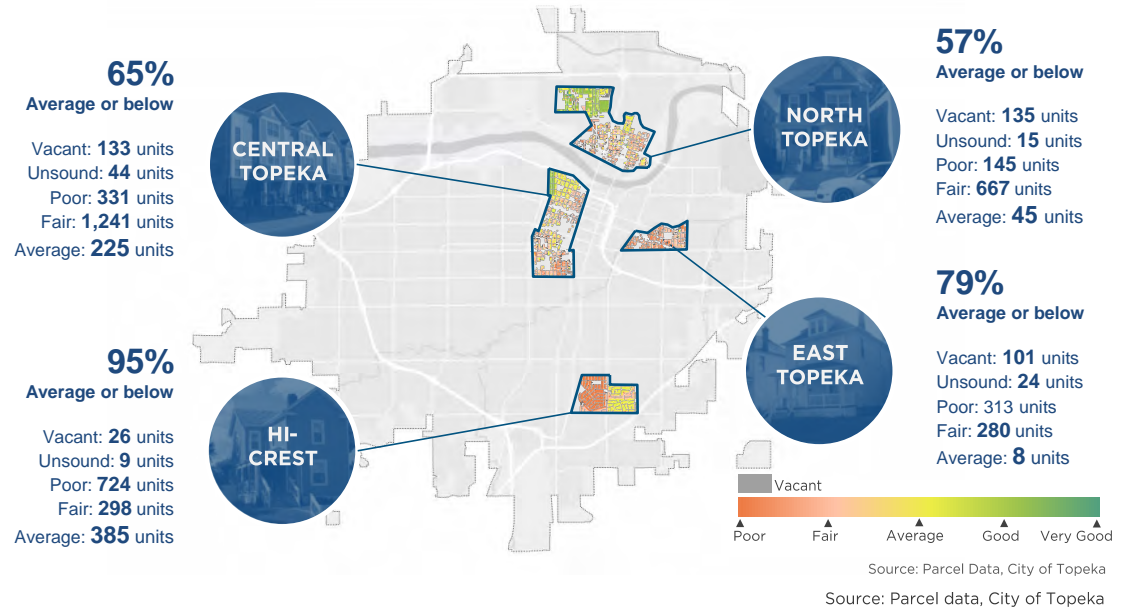 65%
Average or below
Vacant: 133 units
Unsound: 44 units
Poor: 331 units
Fair: 1,241 units
Average: 225 units
CENTRAL
TOPEKA
57%
Average or below
Vacant: 135 units
Unsound: 15 units
Poor: 145 units
Fair: 667 units
Average: 45 units
NORTH
TOPEKA
95%
Average or below
Vacant: 26 units
Unsound: 9 units
Poor: 724 units
Fair: 298 units
Average: 385 units
HI-
CREST
79%
Average or below
Vacant: 101 units
Unsound: 24 units
Poor: 313 units
Fair: 280 units
Average: 8 units
EAST
TOPEKA
Vacant
Poor Fair Average Good Very Good
Source: Parcel Data, City of Topeka
Source: Parcel data, City of Topeka